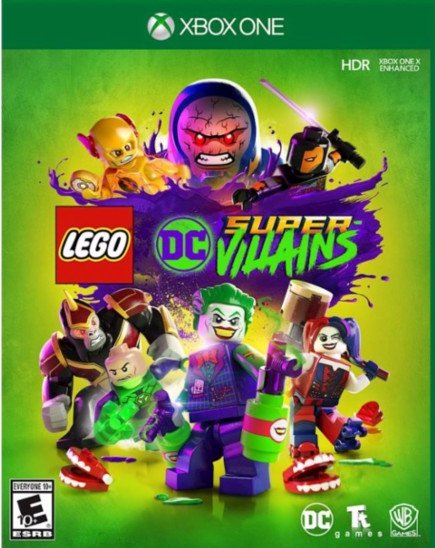 XBOX ONE
HDR
XBOX ONE X
ENHANCED
LEGO
DC
SUPER-
VILLAINS
EVERYONE 10+
E
10+
ESRB
DC
TT
games
WB
GAMES